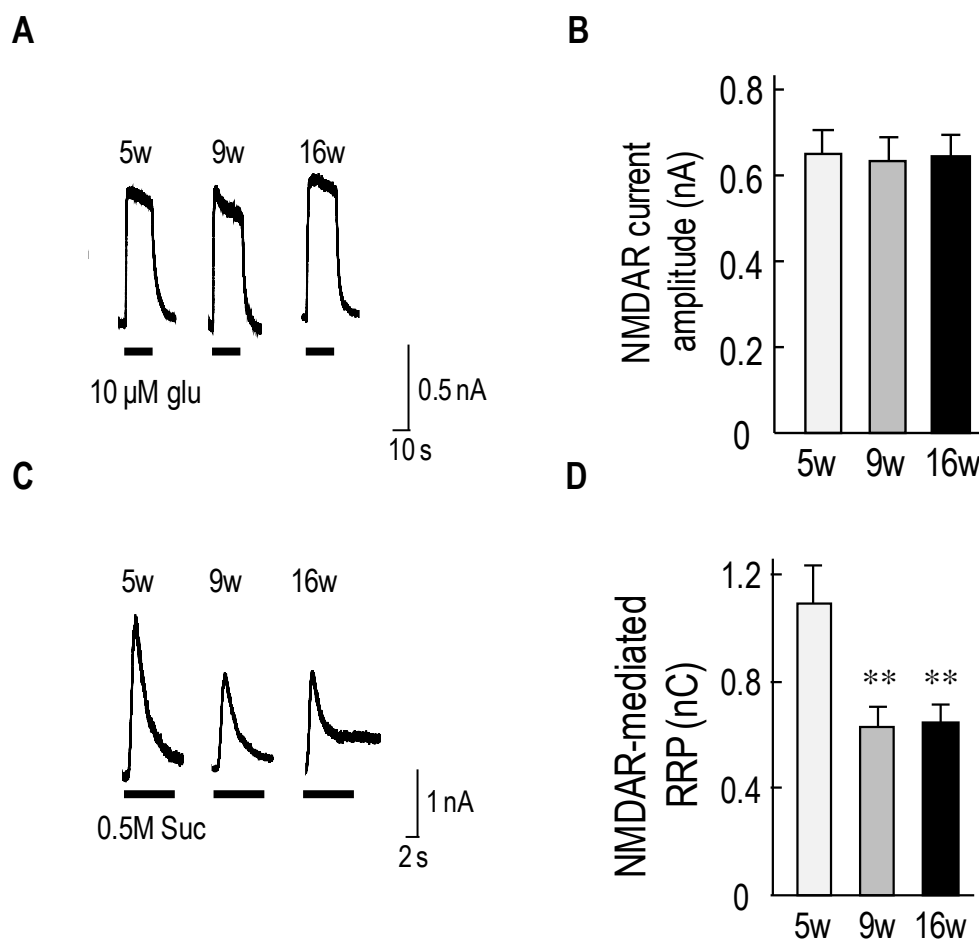 A
5w 9w 16w
10 µM glu
0.5 nA
10 s
B
NMDAR current
amplitude (nA)
0.8
0.6
0.4
0.2
0
5w 9w 16w
C
5w 9w 16w
0.5M Suc
1 nA
2 s
D
NMDAR-mediated
RRP (nC)
1.2
0.8
0.4
0
** **
5w 9w 16w